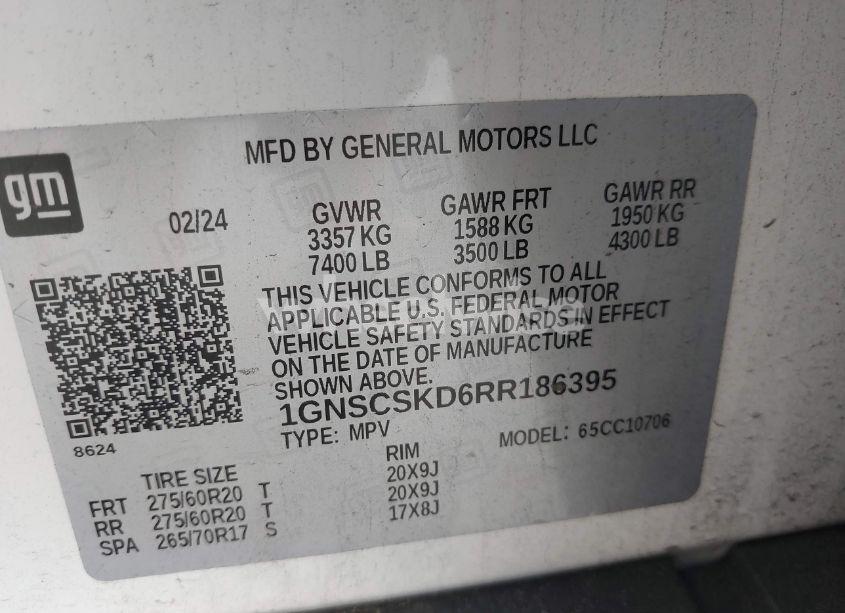 MFD BY GENERAL MOTORS LLC
gm
02/24
GVWR
3357 KG
7400 LB
GAWR FRT
1588 KG
3500 LB
GAWR RR
1950 KG
4300 LB
THIS VEHICLE CONFORMS TO ALL
APPLICABLE U.S. FEDERAL MOTOR
VEHICLE SAFETY STANDARDS IN EFFECT
ON THE DATE OF MANUFACTURE
SHOWN ABOVE.
1GNSCSKD6RR186395
8624
TYPE: MPV
MODEL: 65CC10706
TIRE SIZE
RIM
FRT 275/60R20 T 20X9J
RR 275/60R20 T 20X9J
SPA 265/70R17 S 17X8J